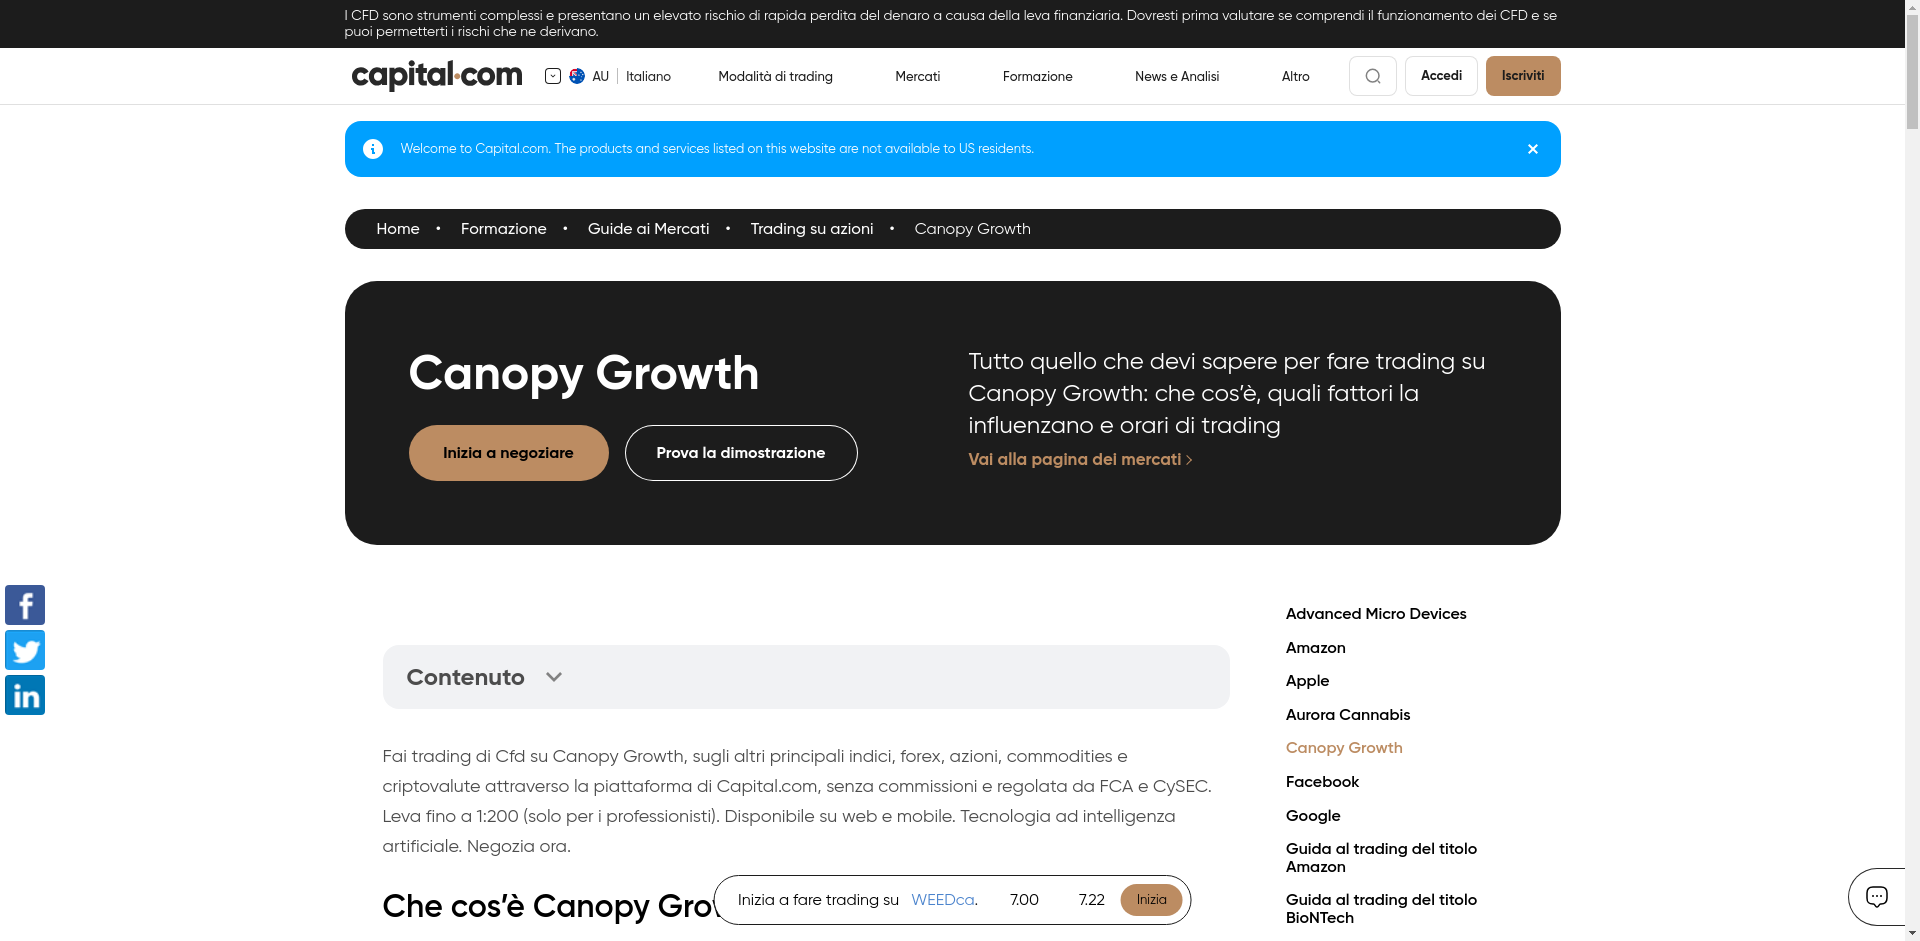 I CFD sono strumenti complessi e presentano un elevato rischio di rapida perdita del denaro a causa della leva finanziaria. Dovresti prima valutare se comprendi il funzionamento dei CFD e se
puoi permetterti i rischi che ne derivano.
capital.com
AU
Italiano
Modalità di trading
Mercati
Formazione
News e Analisi
Altro
Accedi
Iscriviti
Welcome to Capital.com. The products and services listed on this website are not available to US residents.
Home • Formazione • Guide ai Mercati • Trading su azioni • Canopy Growth
Canopy Growth
Inizia a negoziare
Prova la dimostrazione
Tutto quello che devi sapere per fare trading su
Canopy Growth: che cos’è, quali fattori la
influenzano e orari di trading
Vai alla pagina dei mercati
Contenuto
Fai trading di Cfd su Canopy Growth, sugli altri principali indici, forex, azioni, commodities e
criptovalute attraverso la piattaforma di Capital.com, senza commissioni e regolata da FCA e CySEC.
Leva fino a 1:200 (solo per i professionisti). Disponibile su web e mobile. Tecnologia ad intelligenza
artificiale. Negozia ora.
Che cos’è Canopy Grow
Inizia a fare trading su WEEDca. 7.00 7.22 Inizia
Advanced Micro Devices
Amazon
Apple
Aurora Cannabis
Canopy Growth
Facebook
Google
Guida al trading del titolo
Amazon
Guida al trading del titolo
BioNTech